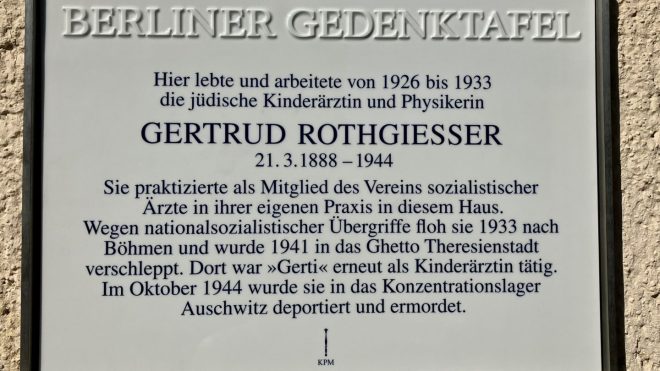 BERLINER GEDENKTAFEL
Hier lebte und arbeitete von 1926 bis 1933
die jüdische Kinderärztin und Physikerin
GERTRUD ROTHGIESSER
21. 3. 1888 – 1944
Sie praktizierte als Mitglied des Vereins sozialistischer
Ärzte in ihrer eigenen Praxis in diesem Haus.
Wegen nationalsozialistischer Übergriffe floh sie 1933 nach
Böhmen und wurde 1941 in das Ghetto Theresienstadt
verschleppt. Dort war »Gerti« erneut als Kinderärztin tätig.
Im Oktober 1944 wurde sie in das Konzentrationslager
Auschwitz deportiert und ermordet.
KPM